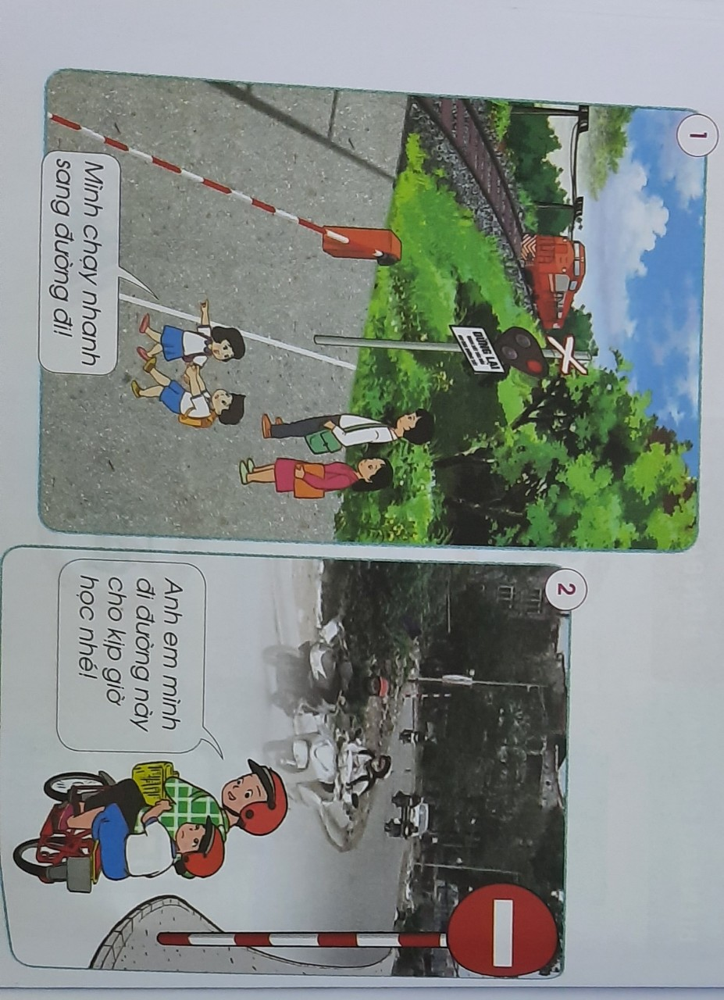 1
ĐỪNG LẠI
Mình chạy nhanh
sang đường đi!
2
Anh em mình
đi đường này
cho kịp giờ
học nhé!